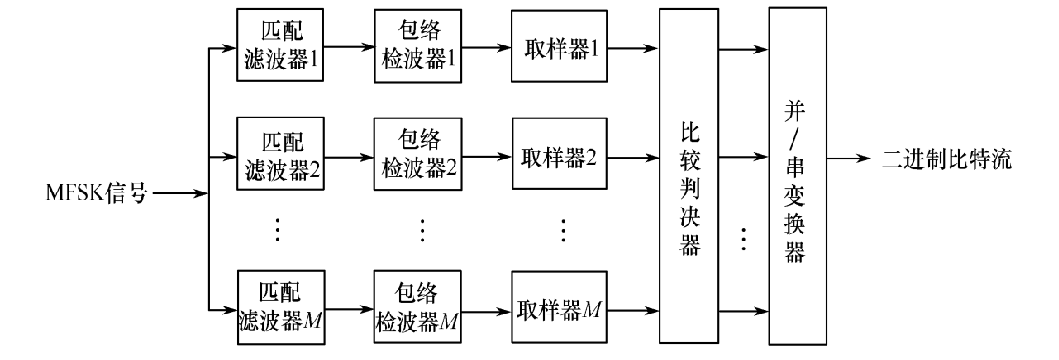 匹配
滤波器1
包络
检波器1
取样器1
匹配
滤波器2
包络
检波器2
取样器2
MFSK信号
匹配
滤波器M
包络
检波器M
取样器M
比较判决器
并/串变换器
二进制比特流